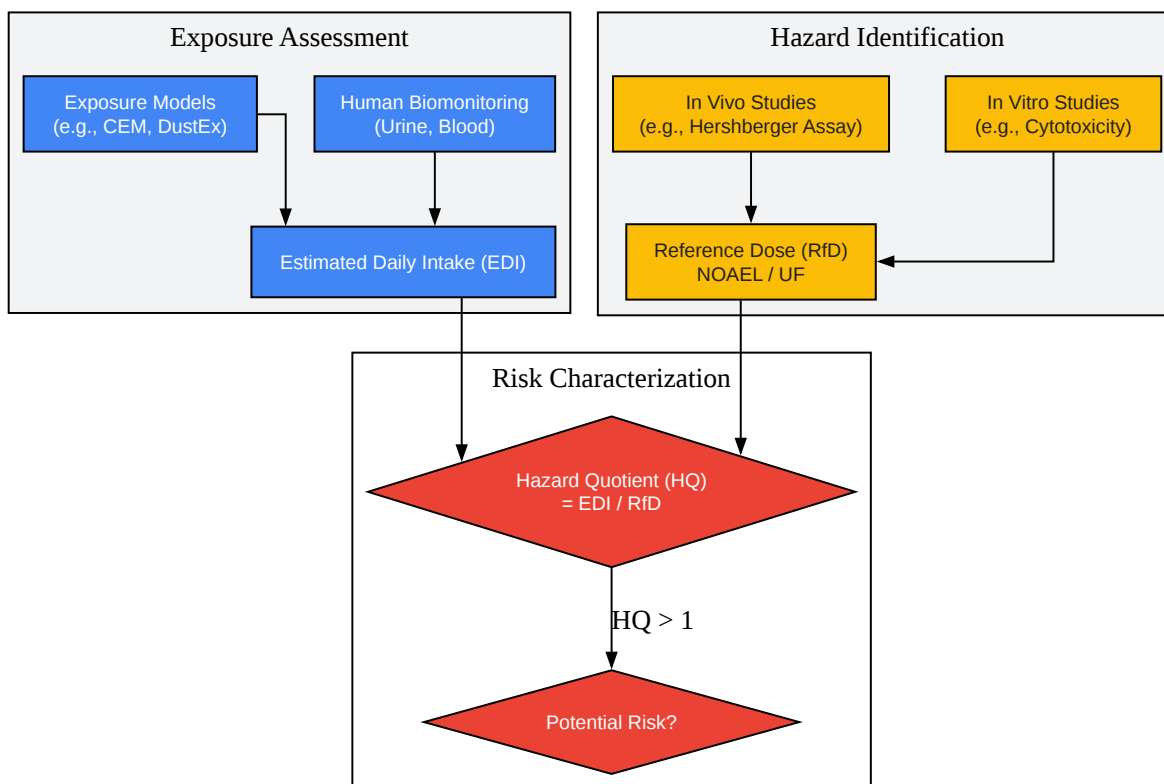 Exposure Assessment
Exposure Models
(e.g., CEM, DustEx)
Human Biomonitoring
(Urine, Blood)
Estimated Daily Intake (EDI)
Hazard Identification
In Vivo Studies
(e.g., Hershberger Assay)
In Vitro Studies
(e.g., Cytotoxicity)
Reference Dose (RfD)
NOAEL / UF
Risk Characterization
Hazard Quotient (HQ)
= EDI / RfD
HQ > 1
Potential Risk?